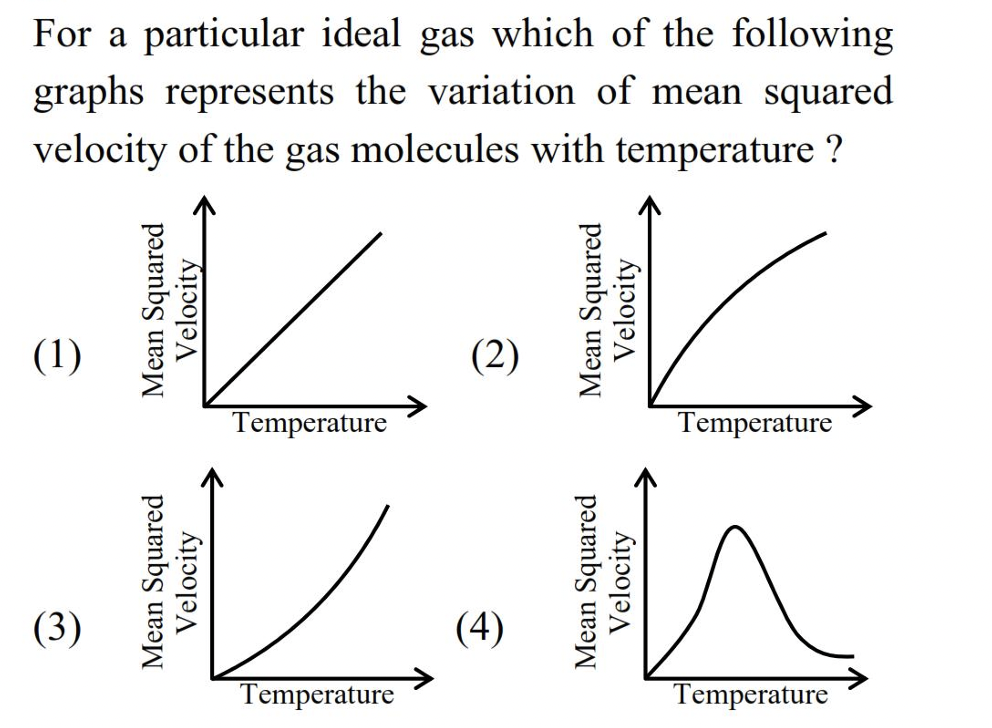 For a particular ideal gas which of the following
graphs represents the variation of mean squared
velocity of the gas molecules with temperature ?
(1)
Mean Squared
Velocity
Temperature
(2)
Mean Squared
Velocity
Temperature
(3)
Mean Squared
Velocity
Temperature
(4)
Mean Squared
Velocity
Temperature